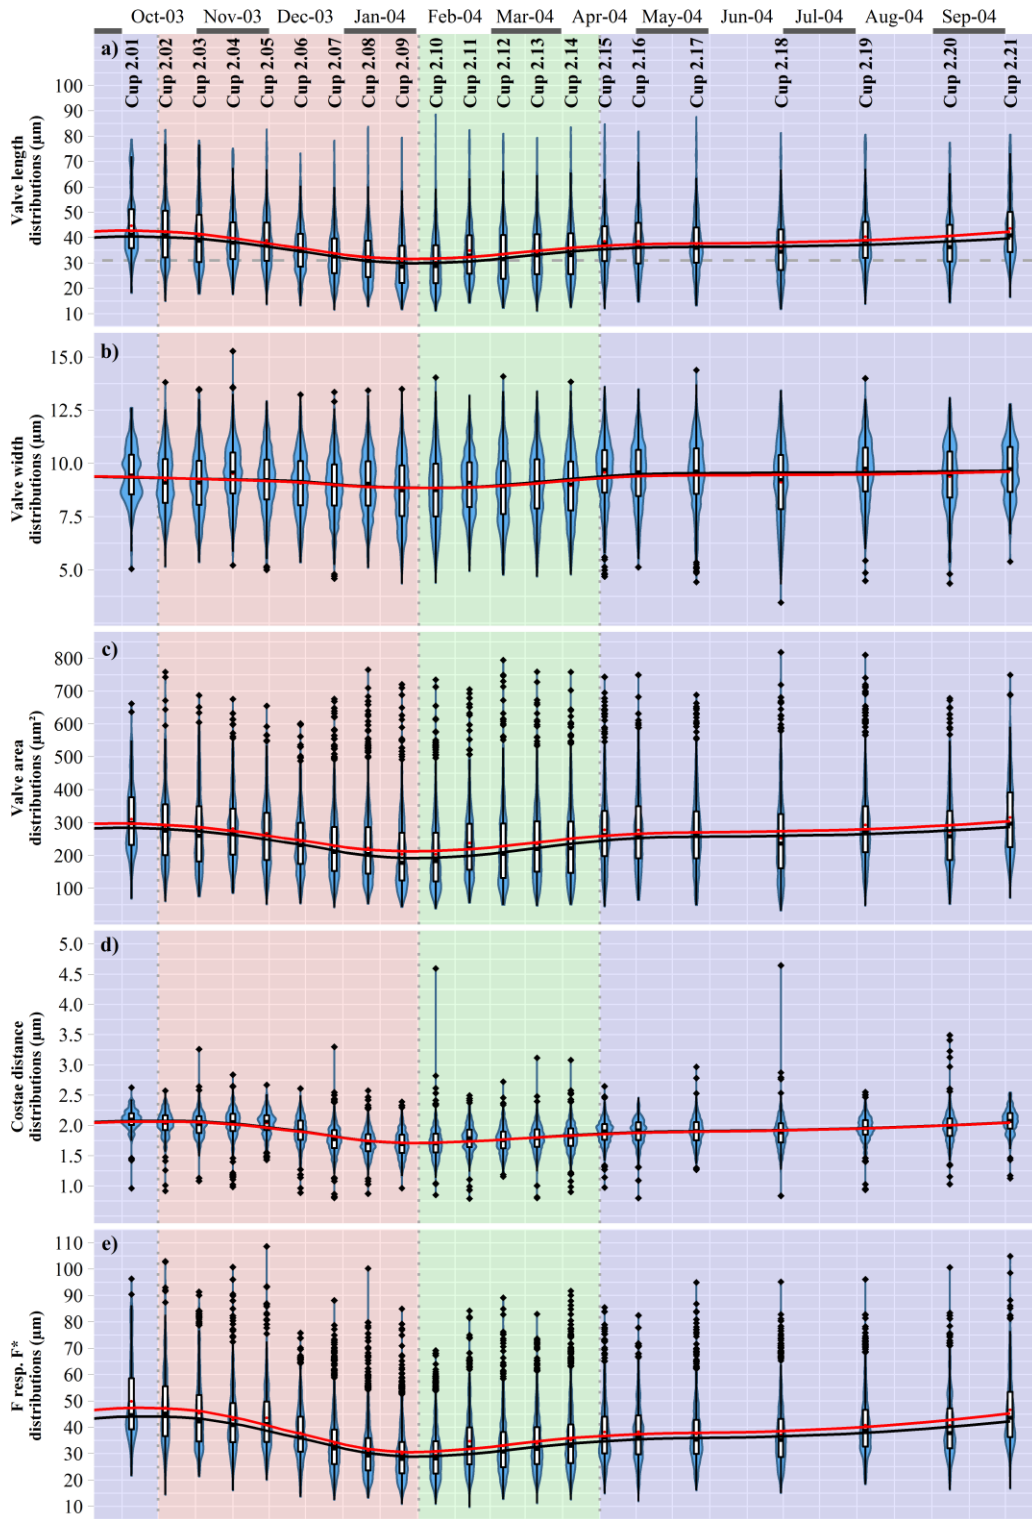 Oct-03 Nov-03 Dec-03 Jan-04 Feb-04 Mar-04 Apr-04 May-04 Jun-04 Jul-04 Aug-04 Sep-04
a) Cup 2.01 Cup 2.02 Cup 2.03 Cup 2.04 Cup 2.05 Cup 2.06 Cup 2.07 Cup 2.08 Cup 2.09 Cup 2.10 Cup 2.11 Cup 2.12 Cup 2.13 Cup 2.14 Cup 2.15 Cup 2.16 Cup 2.17 Cup 2.18 Cup 2.19 Cup 2.20 Cup 2.21
Valve length
distributions (µm)
100
90
80
70
60
50
40
30
20
10
b)
Valve width
distributions (µm)
15.0
12.5
10.0
7.5
5.0
c)
Valve area
distributions (µm²)
800
700
600
500
400
300
200
100
d)
Costae distance
distributions (µm)
5.0
4.5
4.0
3.5
3.0
2.5
2.0
1.5
1.0
e)
F resp. F*
distributions (µm)
110
100
90
80
70
60
50
40
30
20
10